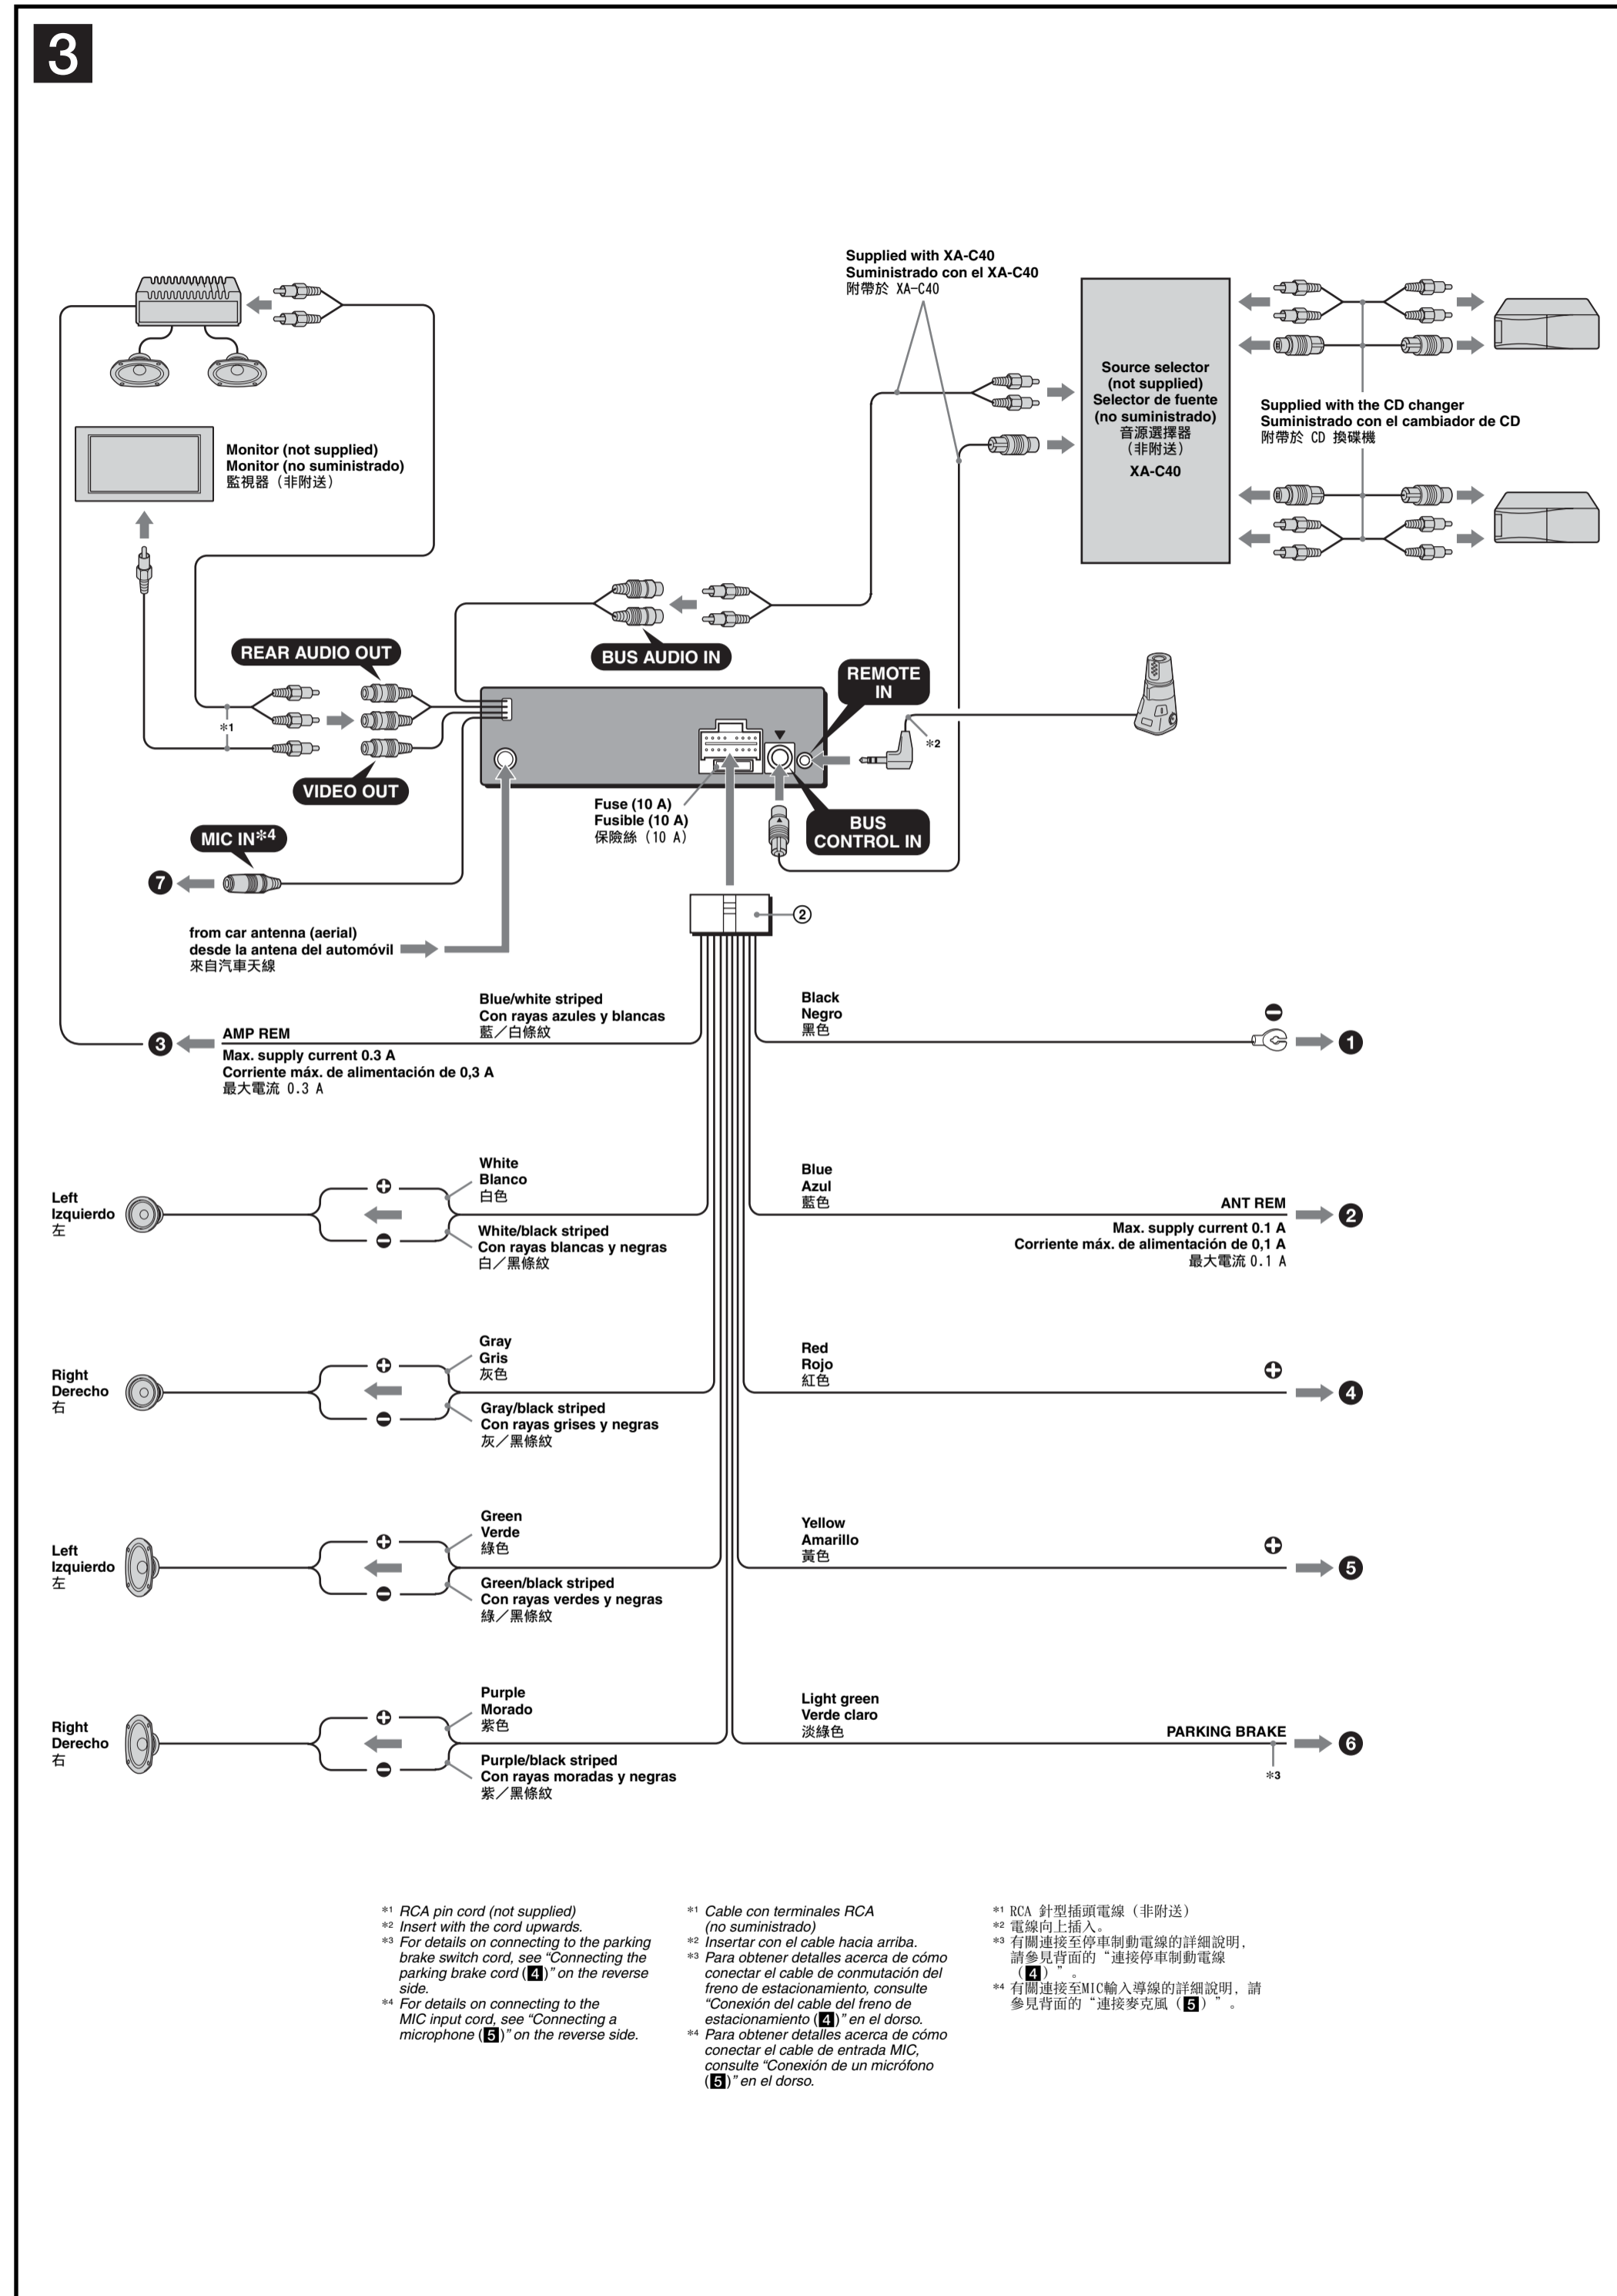 3
Supplied with XA-C40
Suministrado con el XA-C40
附帶於 XA-C40
Source selector
(not supplied)
Selector de fuente
(no suministrado)
音源選擇器
(非附送)
XA-C40
Supplied with the CD changer
Suministrado con el cambiador de CD
附帶於 CD 換碟機
Monitor (not supplied)
Monitor (no suministrado)
監視器（非附送）
REAR AUDIO OUT
BUS AUDIO IN
REMOTE
IN
*1
*2
VIDEO OUT
Fuse (10 A)
Fusible (10 A)
保險絲（10 A）
BUS
CONTROL IN
MIC IN*4
7
2
from car antenna (aerial)
desde la antena del automóvil
來自汽車天線
Blue/white striped
Con rayas azules y blancas
藍／白條紋
3
AMP REM
Max. supply current 0.3 A
Corriente máx. de alimentación de 0,3 A
最大電流 0.3 A
Black
Negro
黑色
1
Left
Izquierdo
左
White
Blanco
白色
White/black striped
Con rayas blancas y negras
白／黑條紋
Blue
Azul
藍色
ANT REM
2
Max. supply current 0.1 A
Corriente máx. de alimentación de 0,1 A
最大電流 0.1 A
Right
Derecho
右
Gray
Gris
灰色
Gray/black striped
Con rayas grises y negras
灰／黑條紋
Red
Rojo
紅色
4
Left
Izquierdo
左
Green
Verde
綠色
Green/black striped
Con rayas verdes y negras
綠／黑條紋
Yellow
Amarillo
黃色
5
Right
Derecho
右
Purple
Morado
紫色
Purple/black striped
Con rayas moradas y negras
紫／黑條紋
Light green
Verde claro
淡綠色
PARKING BRAKE
6
*3
*1 RCA pin cord (not supplied)
*2 Insert with the cord upwards.
*3 For details on connecting to the parking
brake switch cord, see “Connecting the
parking brake cord (4)” on the reverse
side.
*4 For details on connecting to the
MIC input cord, see “Connecting a
microphone (5)” on the reverse side.
*1 Cable con terminales RCA
(no suministrado)
*2 Insertar con el cable hacia arriba.
*3 Para obtener detalles acerca de cómo
conectar el cable de conmutación del
freno de estacionamiento, consulte
“Conexión del cable del freno de
estacionamiento (4)” en el dorso.
*4 Para obtener detalles acerca de cómo
conectar el cable de entrada MIC,
consulte “Conexión de un micrófono
(5)” en el dorso.
*1 RCA 針型插頭電線（非附送）
*2 電線向上插入。
*3 有關連接至停車制動電線的詳細說明，
請參見背面的“連接停車制動電線
（4）”。
*4 有關連接至MIC輸入導線的詳細說明，請
參見背面的“連接麥克風（5）”。